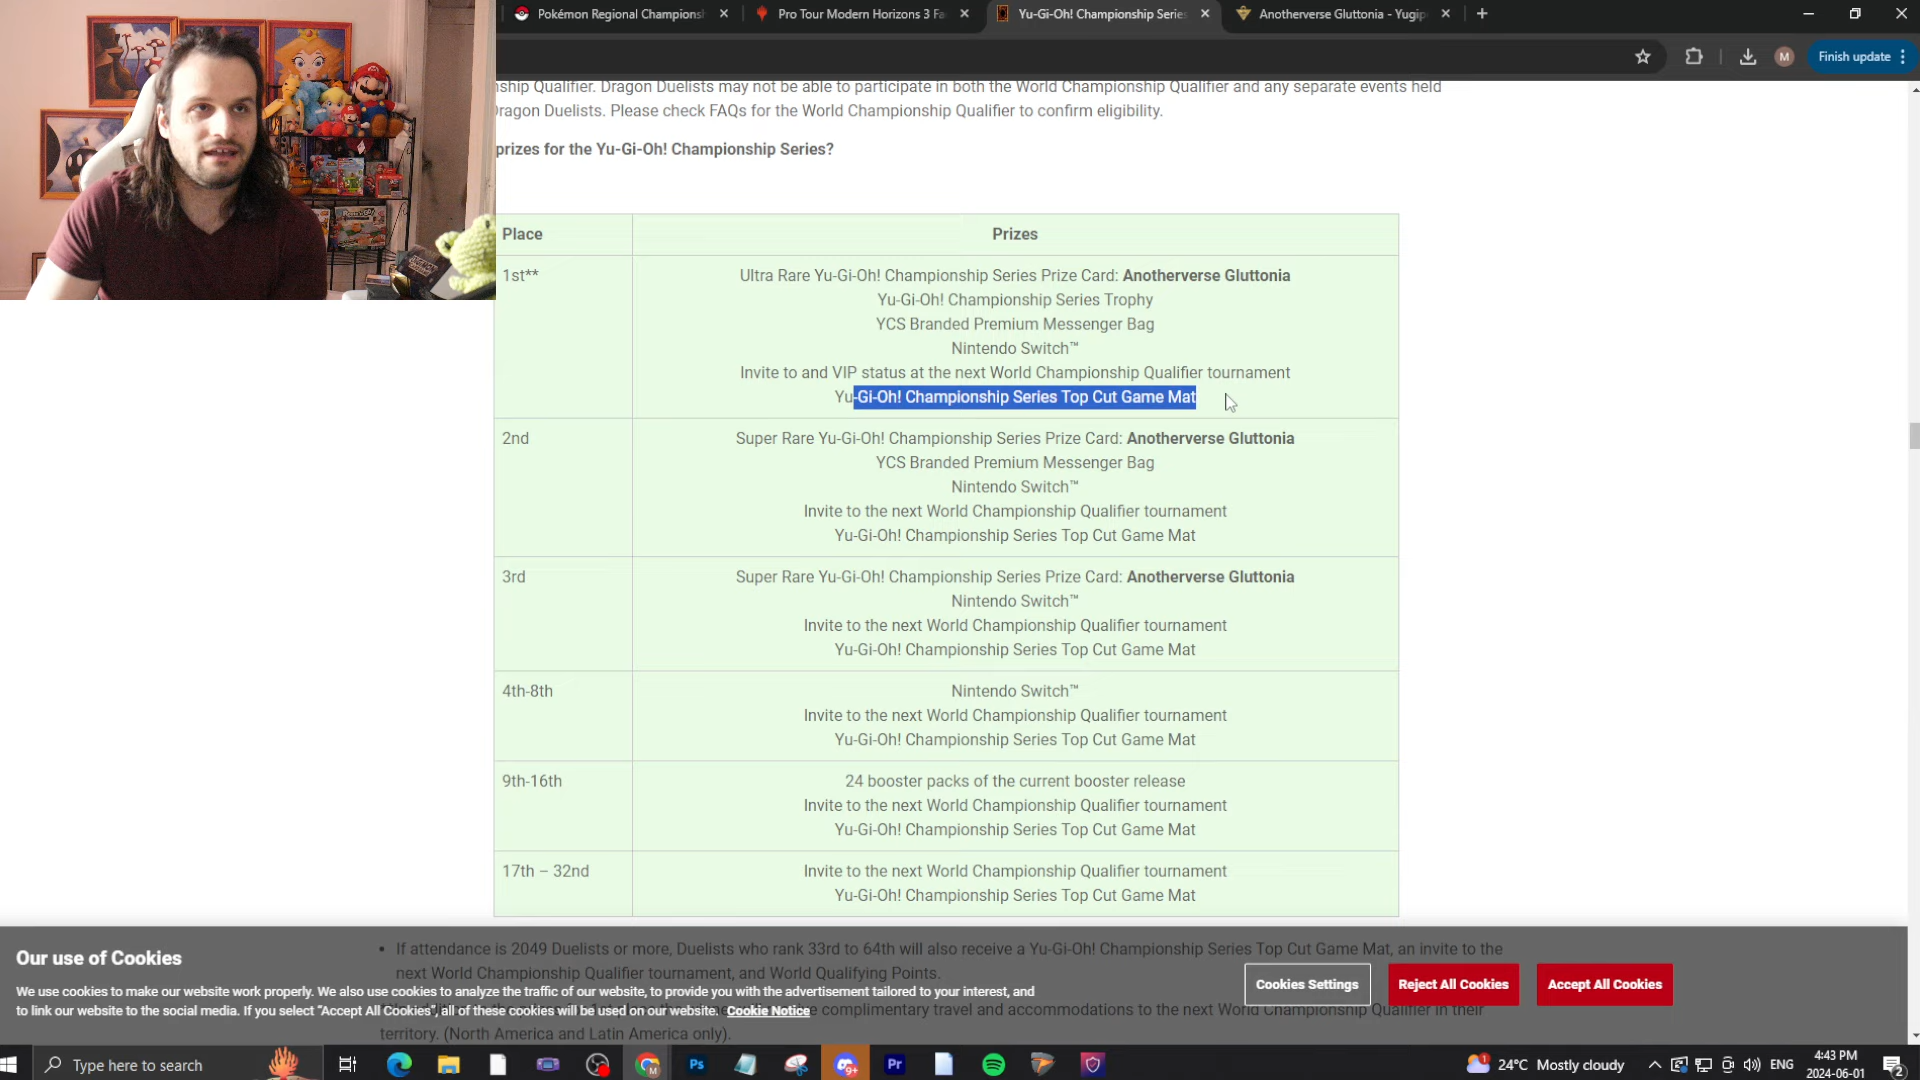 Pokémon Regional Champions
Pro Tour Modern Horizons 3 Fa
Yu-Gi-Oh! Championship Serie
Anotherverse Gluttonia - Yugip
M
Finish update
ship Qualifier. Dragon Duelists may not be able to participate in both the World Championship Qualifier and any separate events held
ragon Duelists. Please check FAQs for the World Championship Qualifier to confirm eligibility.
prizes for the Yu-Gi-Oh! Championship Series?
Place
Prizes
1st**
Ultra Rare Yu-Gi-Oh! Championship Series Prize Card: Anotherverse Gluttonia
Yu-Gi-Oh! Championship Series Trophy
YCS Branded Premium Messenger Bag
Nintendo Switch™
Invite to and VIP status at the next World Championship Qualifier tournament
Yu-Gi-Oh! Championship Series Top Cut Game Mat
2nd
Super Rare Yu-Gi-Oh! Championship Series Prize Card: Anotherverse Gluttonia
YCS Branded Premium Messenger Bag
Nintendo Switch™
Invite to the next World Championship Qualifier tournament
Yu-Gi-Oh! Championship Series Top Cut Game Mat
3rd
Super Rare Yu-Gi-Oh! Championship Series Prize Card: Anotherverse Gluttonia
Nintendo Switch™
Invite to the next World Championship Qualifier tournament
Yu-Gi-Oh! Championship Series Top Cut Game Mat
4th-8th
Nintendo Switch™
Invite to the next World Championship Qualifier tournament
Yu-Gi-Oh! Championship Series Top Cut Game Mat
9th-16th
24 booster packs of the current booster release
Invite to the next World Championship Qualifier tournament
Yu-Gi-Oh! Championship Series Top Cut Game Mat
17th – 32nd
Invite to the next World Championship Qualifier tournament
Yu-Gi-Oh! Championship Series Top Cut Game Mat
• If attendance is 2049 Duelists or more, Duelists who rank 33rd to 64th will also receive a Yu-Gi-Oh! Championship Series Top Cut Game Mat, an invite to the
next World Championship Qualifier tournament, and World Qualifying Points.
complimentary travel and accommodations to the next World Championship Qualifier in their
territory. (North America and Latin America only).
Our use of Cookies
We use cookies to make our website work properly. We also use cookies to analyze the traffic of our website, to provide you with the advertisement tailored to your interest, and
to link our website to the social media. If you select "Accept All Cookies", all of these cookies will be used on our website. Cookie Notice
Cookies Settings
Reject All Cookies
Accept All Cookies
Type here to search
Ps
9+
Pr
1
24°C Mostly cloudy
ENG
4:43 PM
2024-06-01
2